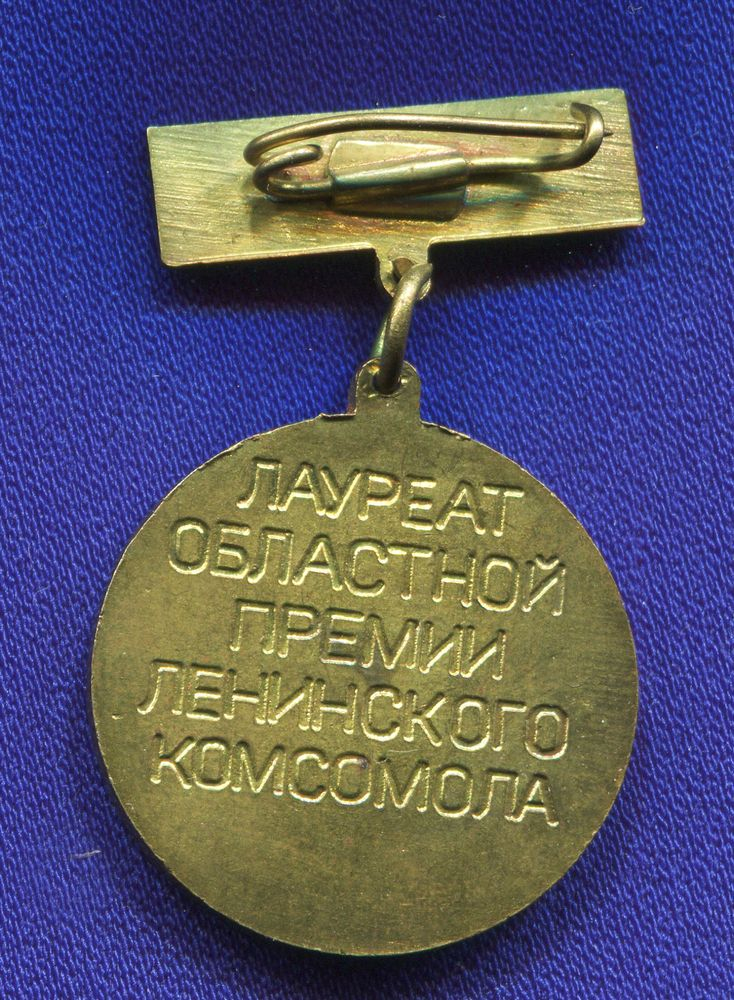 ЛАУРЕАТ
ОБЛАСТНОЙ
ПРЕМИИ
ЛЕНИНСКОГО
КОМСОМОЛА